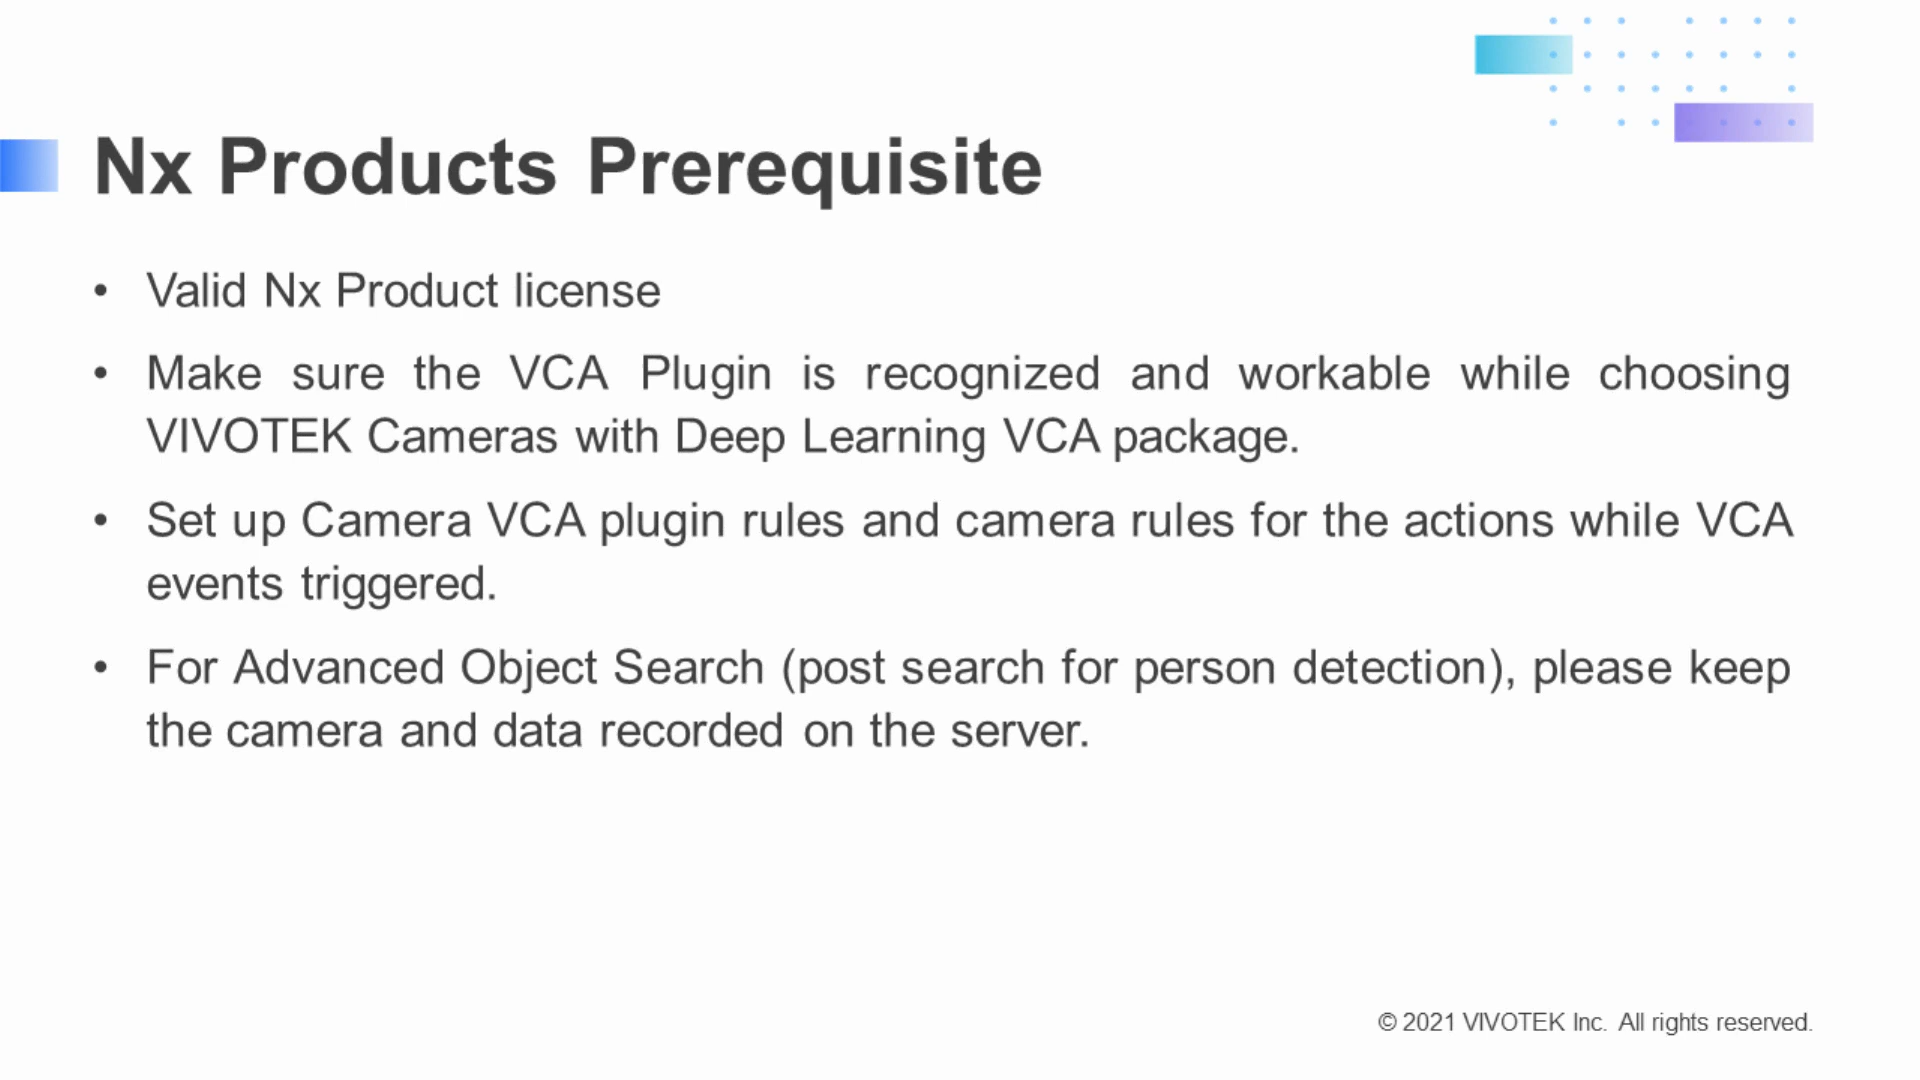 Nx Products Prerequisite
• Valid Nx Product license
• Make sure the VCA Plugin is recognized and workable while choosing
VIVOTEK Cameras with Deep Learning VCA package.
• Set up Camera VCA plugin rules and camera rules for the actions while VCA
events triggered.
• For Advanced Object Search (post search for person detection), please keep
the camera and data recorded on the server.
© 2021 VIVOTEK Inc. All rights reserved.